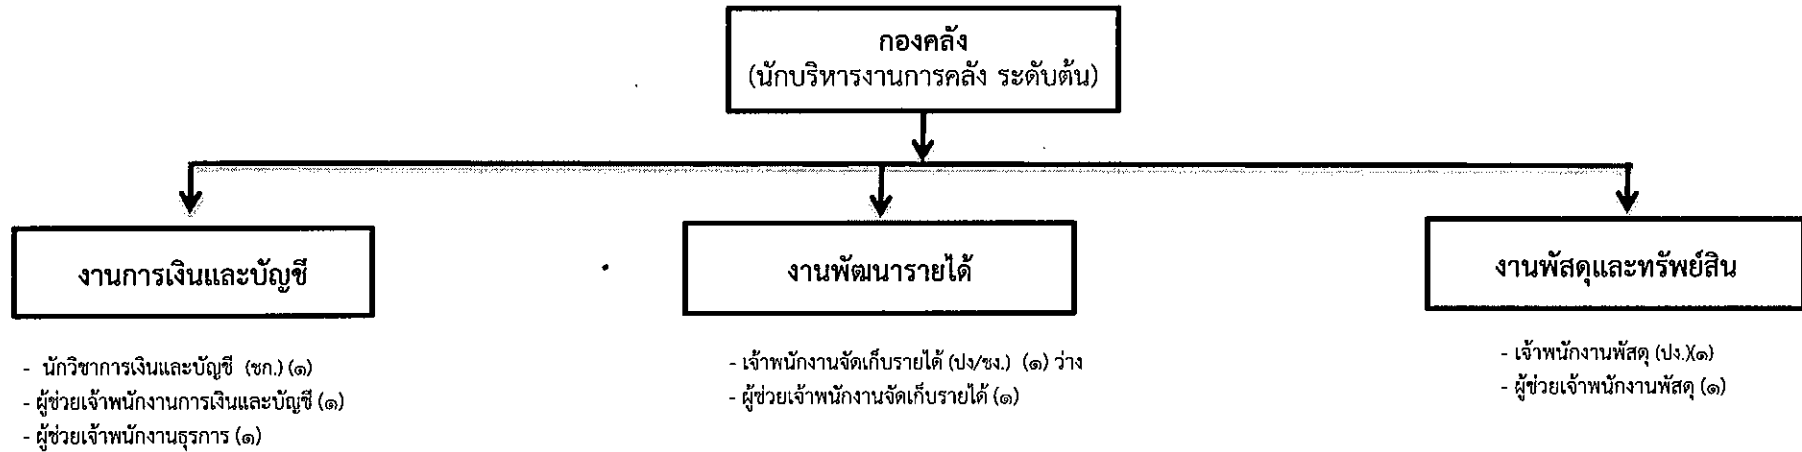 กองคลัง
(นักบริหารงานการคลัง ระดับต้น)
งานการเงินและบัญชี
- นักวิชาการเงินและบัญชี (ชก.) (๑)
- ผู้ช่วยเจ้าพนักงานการเงินและบัญชี (๑)
- ผู้ช่วยเจ้าพนักงานธุรการ (๑)
งานพัฒนารายได้
- เจ้าพนักงานจัดเก็บรายได้ (ปง/ชง.) (๑) ว่าง
- ผู้ช่วยเจ้าพนักงานจัดเก็บรายได้ (๑)
งานพัสดุและทรัพย์สิน
- เจ้าพนักงานพัสดุ (ปง.)(๑)
- ผู้ช่วยเจ้าพนักงานพัสดุ (๑)